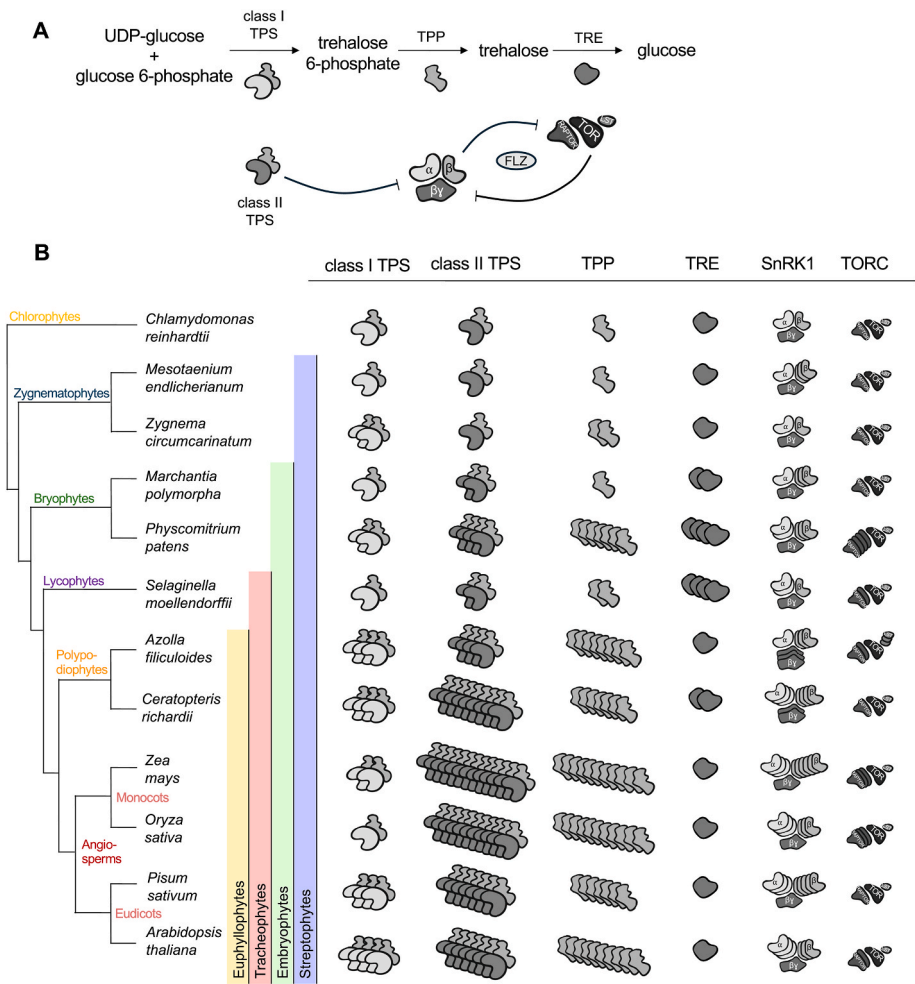 A
UDP-glucose
+
glucose 6-phosphate
class I
TPS
trehalose
6-phosphate
TPP
trehalose
TRE
glucose
class II
TPS
α
β
βγ
FLZ
RAPTOR
TOR
LST
B
class I TPS
class II TPS
TPP
TRE
SnRK1
TORC
Chlorophytes
Chlamydomonas
reinhardtii
Zygnematophytes
Mesotaenium
endlicherianum
Zygnema
circumcarinatum
Bryophytes
Marchantia
polymorpha
Physcomitrium
patens
Lycophytes
Selaginella
moellendorffii
Polypo-
diophytes
Azolla
filiculoides
Ceratopteris
richardii
Angio-
sperms
Monocots
Zea
mays
Oryza
sativa
Eudicots
Pisum
sativum
Arabidopsis
thaliana
Euphyllophytes
Tracheophytes
Embryophytes
Streptophytes